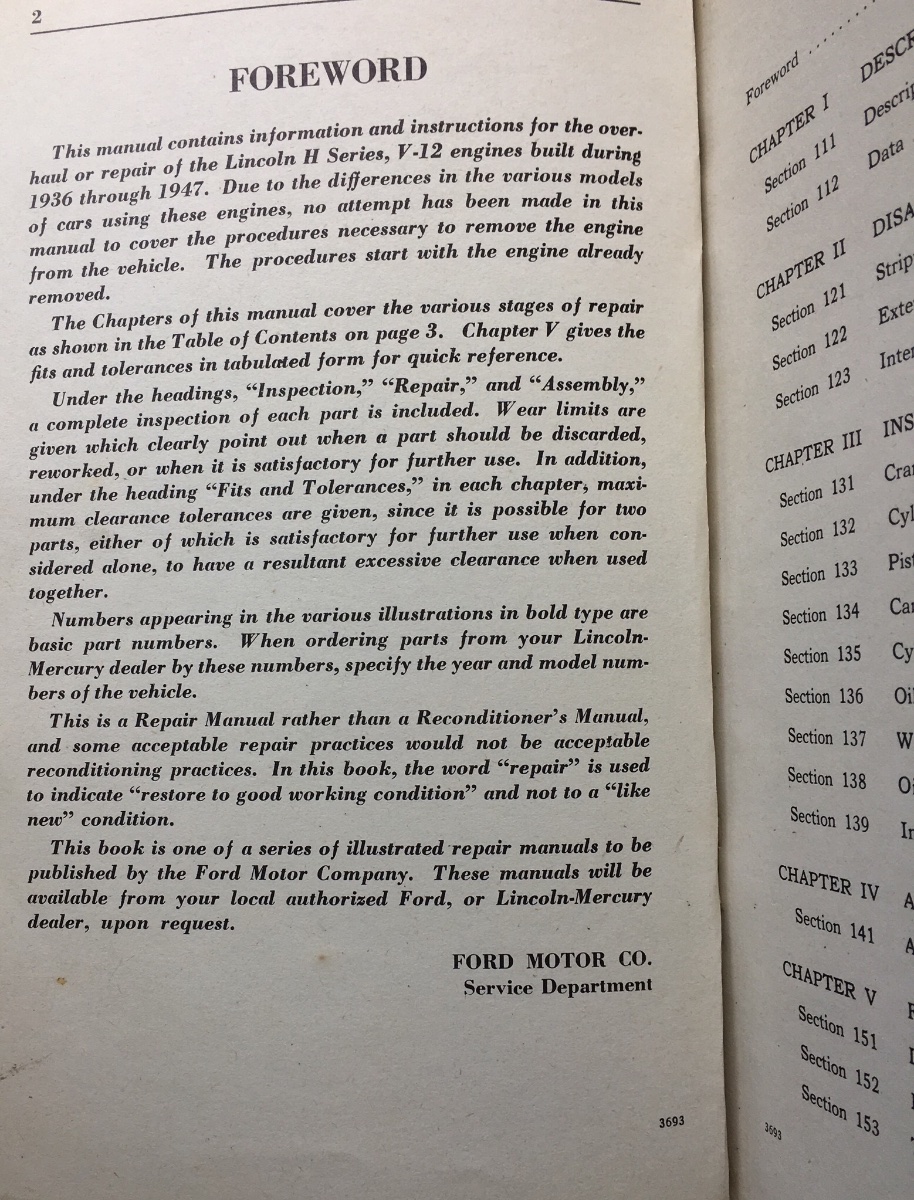 2
FOREWORD
This manual contains information and instructions for the over-
haul or repair of the Lincoln H Series, V-12 engines built during
1936 through 1947. Due to the differences in the various models
of cars using these engines, no attempt has been made in this
manual to cover the procedures necessary to remove the engine
from the vehicle. The procedures start with the engine already
removed.
The Chapters of this manual cover the various stages of repair
as shown in the Table of Contents on page 3. Chapter V gives the
fits and tolerances in tabulated form for quick reference.
Under the headings, “Inspection,” “Repair,” and “Assembly,”
a complete inspection of each part is included. Wear limits are
given which clearly point out when a part should be discarded,
reworked, or when it is satisfactory for further use. In addition,
under the heading “Fits and Tolerances,” in each chapter, maxi-
mum clearance tolerances are given, since it is possible for two
parts, either of which is satisfactory for further use when con-
sidered alone, to have a resultant excessive clearance when used
together.
Numbers appearing in the various illustrations in bold type are
basic part numbers. When ordering parts from your Lincoln-
Mercury dealer by these numbers, specify the year and model num-
bers of the vehicle.
This is a Repair Manual rather than a Reconditioner’s Manual,
and some acceptable repair practices would not be acceptable
reconditioning practices. In this book, the word “repair” is used
to indicate “restore to good working condition” and not to a “like
new” condition.
This book is one of a series of illustrated repair manuals to be
published by the Ford Motor Company. These manuals will be
available from your local authorized Ford, or Lincoln-Mercury
dealer, upon request.
FORD MOTOR CO.
Service Department
3693
Foreword ........
CHAPTER I DESCR
Section 111 Descrip
Section 112 Data
CHAPTER II DISA
Section 121 Strip
Section 122 Exte
Section 123 Inter
CHAPTER III INS
Section 131 Cra
Section 132 Cyl
Section 133 Pist
Section 134 Ca
Section 135 Cy
Section 136 Oi
Section 137 W
Section 138 O
Section 139 In
CHAPTER IV A
Section 141 A
CHAPTER V
Section 151
Section 152
Section 153
3693